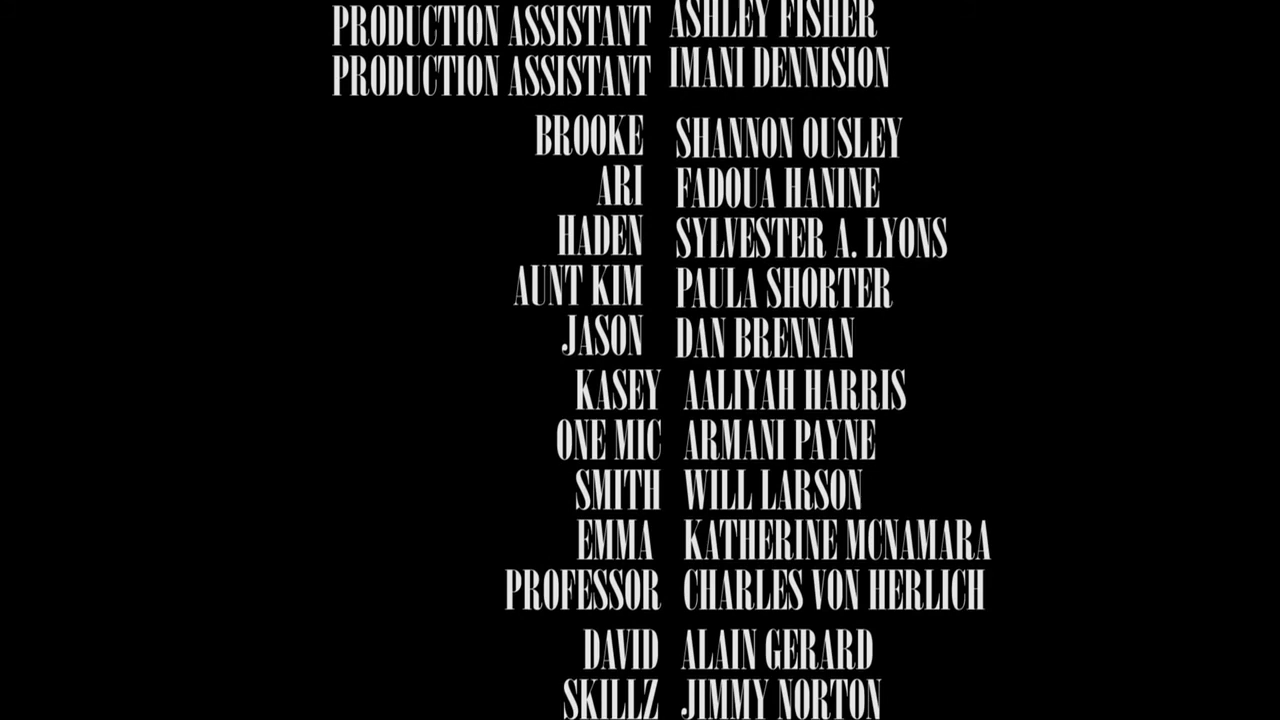 PRODUCTION ASSISTANT ASHLEY FISHER
PRODUCTION ASSISTANT IMANI DENNISION
BROOKE SHANNON OUSLEY
ARI FADOUA HANINE
HADEN SYLVESTER A. LYONS
AUNT KIM PAULA SHORTER
JASON DAN BRENNAN
KASEY AALIYAH HARRIS
ONE MIC ARMANI PAYNE
SMITH WILL LARSON
EMMA KATHERINE MCNAMARA
PROFESSOR CHARLES VON HERLICH
DAVID ALAIN GERARD
SKILLZ JIMMY NORTON